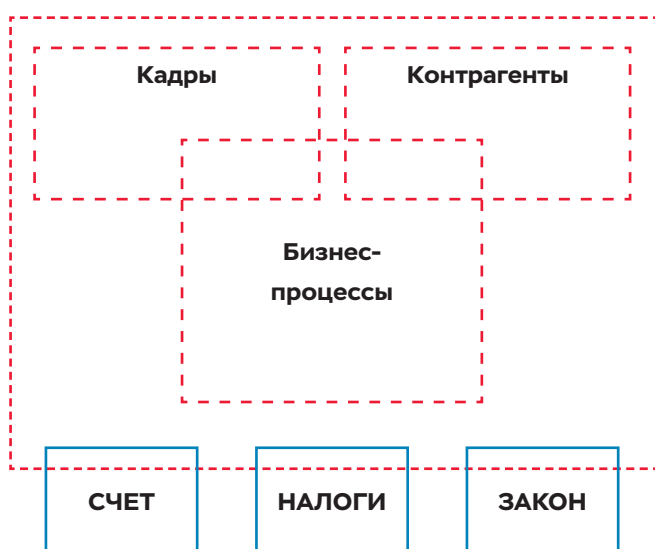 Кадры
Контрагенты
Бизнес-
процессы
СЧЕТ
НАЛОГИ
ЗАКОН